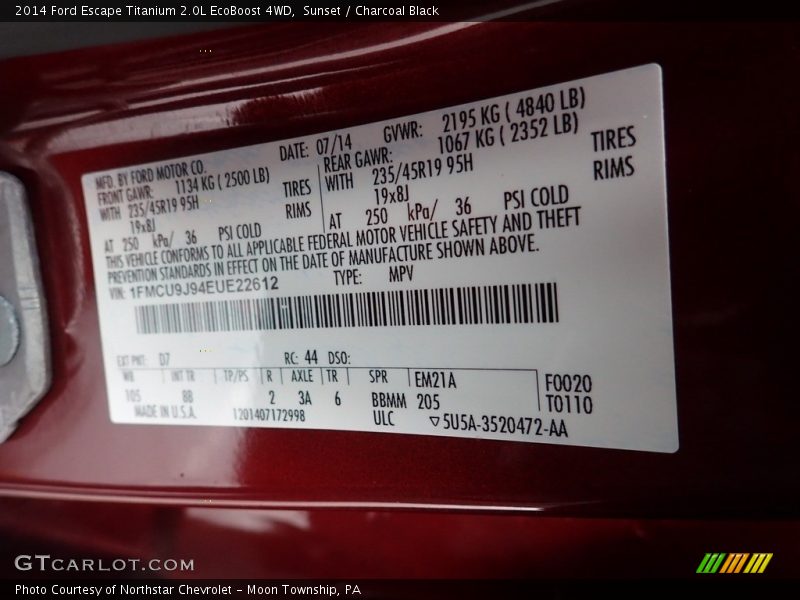 2014 Ford Escape Titanium 2.0L EcoBoost 4WD,  Sunset / Charcoal Black
MFD. BY FORD MOTOR CO.
DATE: 07/14
GVWR: 2195 KG ( 4840 LB)
FRONT GAWR: 1134 KG ( 2500 LB)
REAR GAWR: 1067 KG ( 2352 LB)
WITH 235/45R19 95H TIRES
WITH 235/45R19 95H TIRES
19x8J RIMS
19x8J RIMS
AT 250 kPa/ 36 PSI COLD
AT 250 kPa/ 36 PSI COLD
THIS VEHICLE CONFORMS TO ALL APPLICABLE FEDERAL MOTOR VEHICLE SAFETY AND THEFT
PREVENTION STANDARDS IN EFFECT ON THE DATE OF MANUFACTURE SHOWN ABOVE.
VIN: 1FMCU9J94EUE22612
TYPE: MPV
EXT PNT: D7 RC: 44 DSO:
WB INT TR TP/PS R AXLE TR SPR EM21A F0020
105 8B 2 3A 6 BBMM 205 T0110
MADE IN U.S.A. 1201407172998 ULC ▽5U5A-3520472-AA
GTCARLOT.COM
Photo Courtesy of Northstar Chevrolet - Moon Township, PA